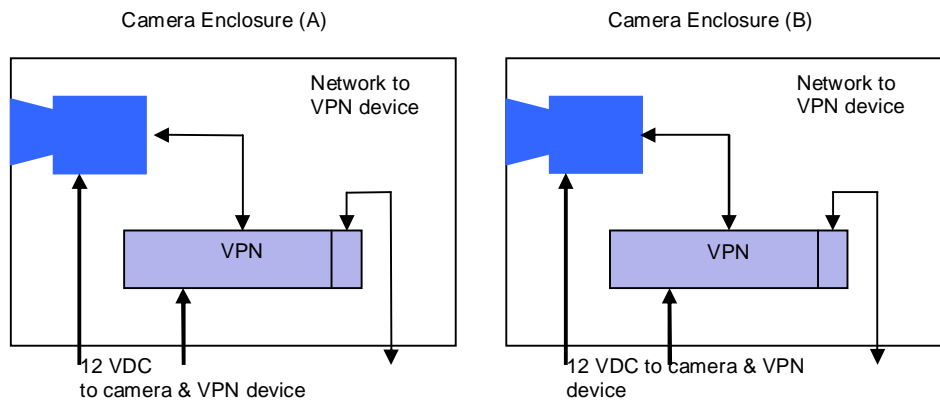 Camera Enclosure (A)
Network to
VPN device
VPN
12 VDC
to camera & VPN device
Camera Enclosure (B)
Network to
VPN device
VPN
12 VDC to camera & VPN
device